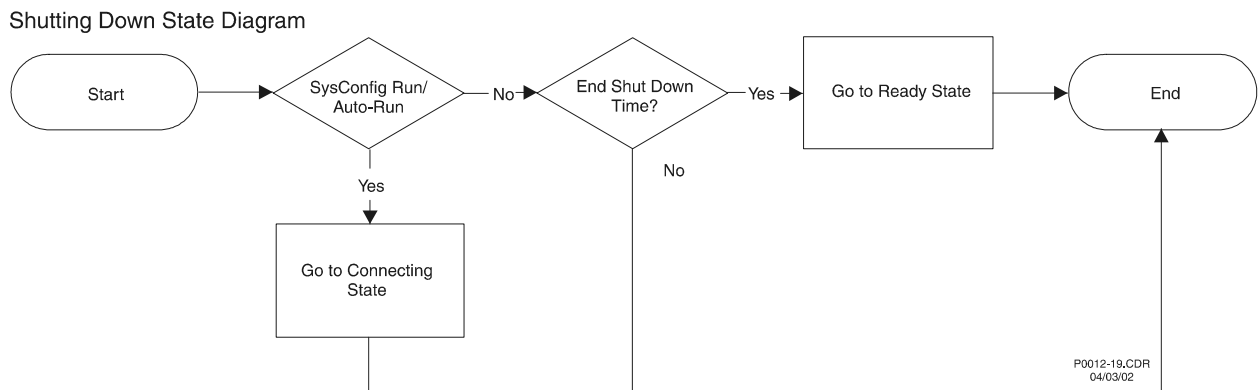 Shutting Down State Diagram
Start
SysConfig Run/
Auto-Run
No
End Shut Down
Time?
Yes
Go to Ready State
End
Yes
No
Go to Connecting
State
P0012-19.CDR
04/03/02